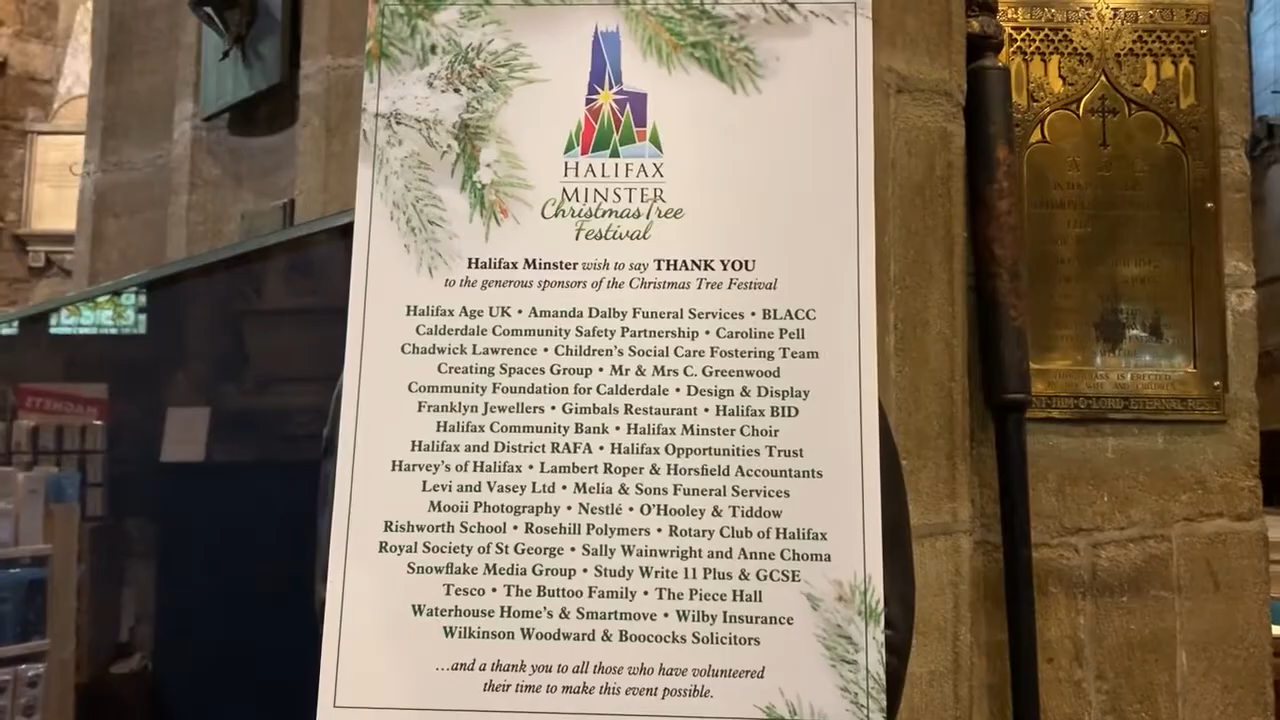 HALIFAX
MINSTER
Christmas Tree
Festival
Halifax Minster wish to say THANK YOU
to the generous sponsors of the Christmas Tree Festival
Halifax Age UK • Amanda Dalby Funeral Services • BLACC
Calderdale Community Safety Partnership • Caroline Pell
Chadwick Lawrence • Children's Social Care Fostering Team
Creating Spaces Group • Mr & Mrs C. Greenwood
Community Foundation for Calderdale • Design & Display
Franklyn Jewellers • Gimbals Restaurant • Halifax BID
Halifax Community Bank • Halifax Minster Choir
Halifax and District RAFA • Halifax Opportunities Trust
Harvey's of Halifax • Lambert Roper & Horsfield Accountants
Levi and Vasey Ltd • Melia & Sons Funeral Services
Mooii Photography • Nestlé • O'Hooley & Tiddow
Rishworth School • Rosehill Polymers • Rotary Club of Halifax
Royal Society of St George • Sally Wainwright and Anne Choma
Snowflake Media Group • Study Write 11 Plus & GCSE
Tesco • The Buttoo Family • The Piece Hall
Waterhouse Home's & Smartmove • Wilby Insurance
Wilkinson Woodward & Boococks Solicitors
...and a thank you to all those who have volunteered
their time to make this event possible.
MAGNETS
BRASS IS ERECTED
WIFE AND CHILDREN
HIM·O·LORD·ETERNAL·REST